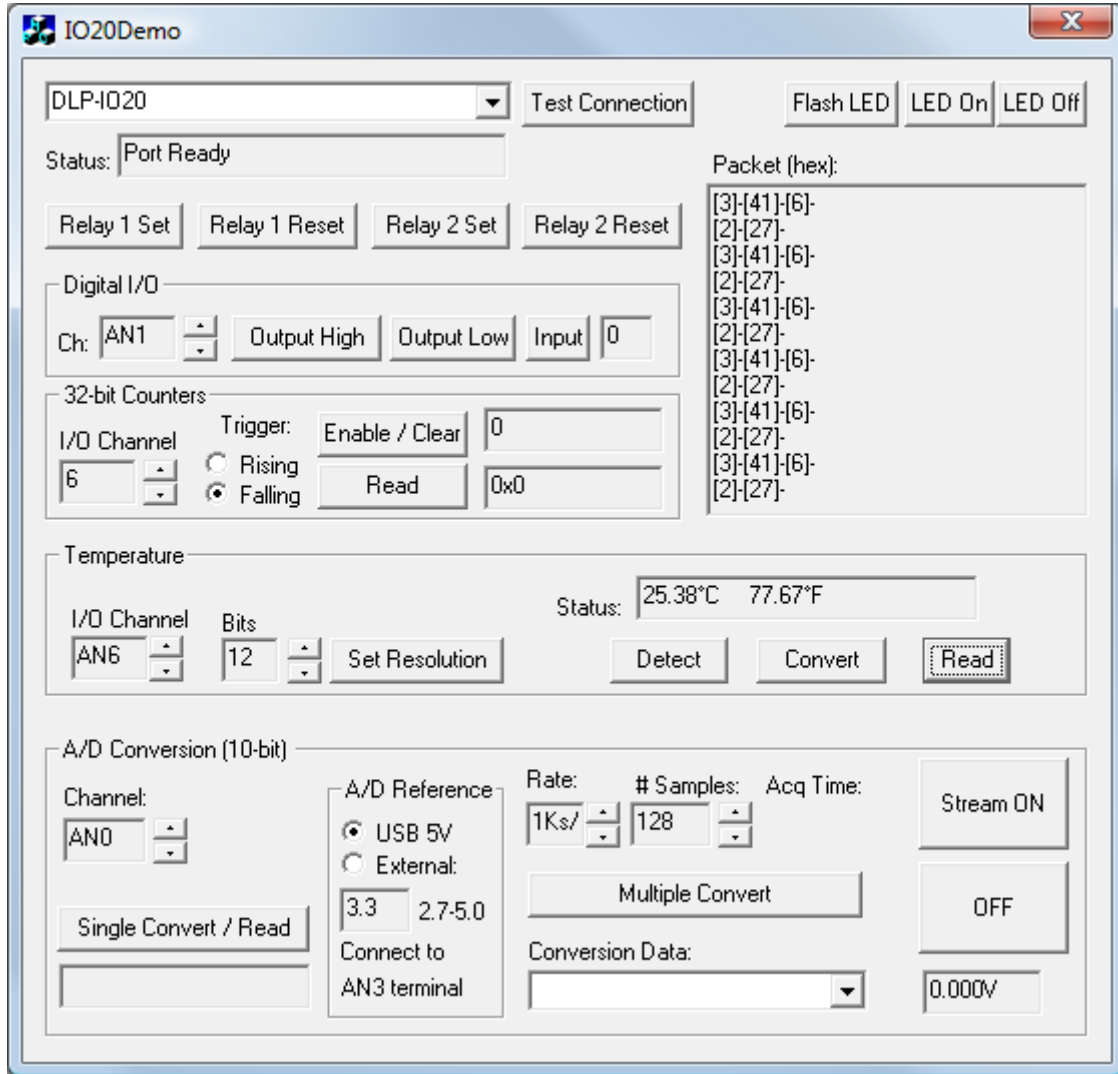 IO20Demo
DLP-IO20
Test Connection
Flash LED
LED On
LED Off
Status: Port Ready
Packet (hex):
[3]-[41]-[6]-
[2]-[27]-
[3]-[41]-[6]-
[2]-[27]-
[3]-[41]-[6]-
[2]-[27]-
[3]-[41]-[6]-
[2]-[27]-
[3]-[41]-[6]-
[2]-[27]-
[3]-[41]-[6]-
[2]-[27]-
Relay 1 Set
Relay 1 Reset
Relay 2 Set
Relay 2 Reset
Digital I/O
Ch: AN1
Output High
Output Low
Input
0
32-bit Counters
I/O Channel
6
Trigger:
Rising
Falling
Enable / Clear
0
Read
0x0
Temperature
I/O Channel
AN6
Bits
12
Set Resolution
Status: 25.38°C 77.67°F
Detect
Convert
Read
A/D Conversion (10-bit)
Channel:
AN0
Single Convert / Read
A/D Reference
USB 5V
External:
3.3 2.7-5.0
Connect to
AN3 terminal
Rate:
1Ks/
# Samples:
128
Acq Time:
Multiple Convert
Conversion Data:
Stream ON
OFF
0.000V